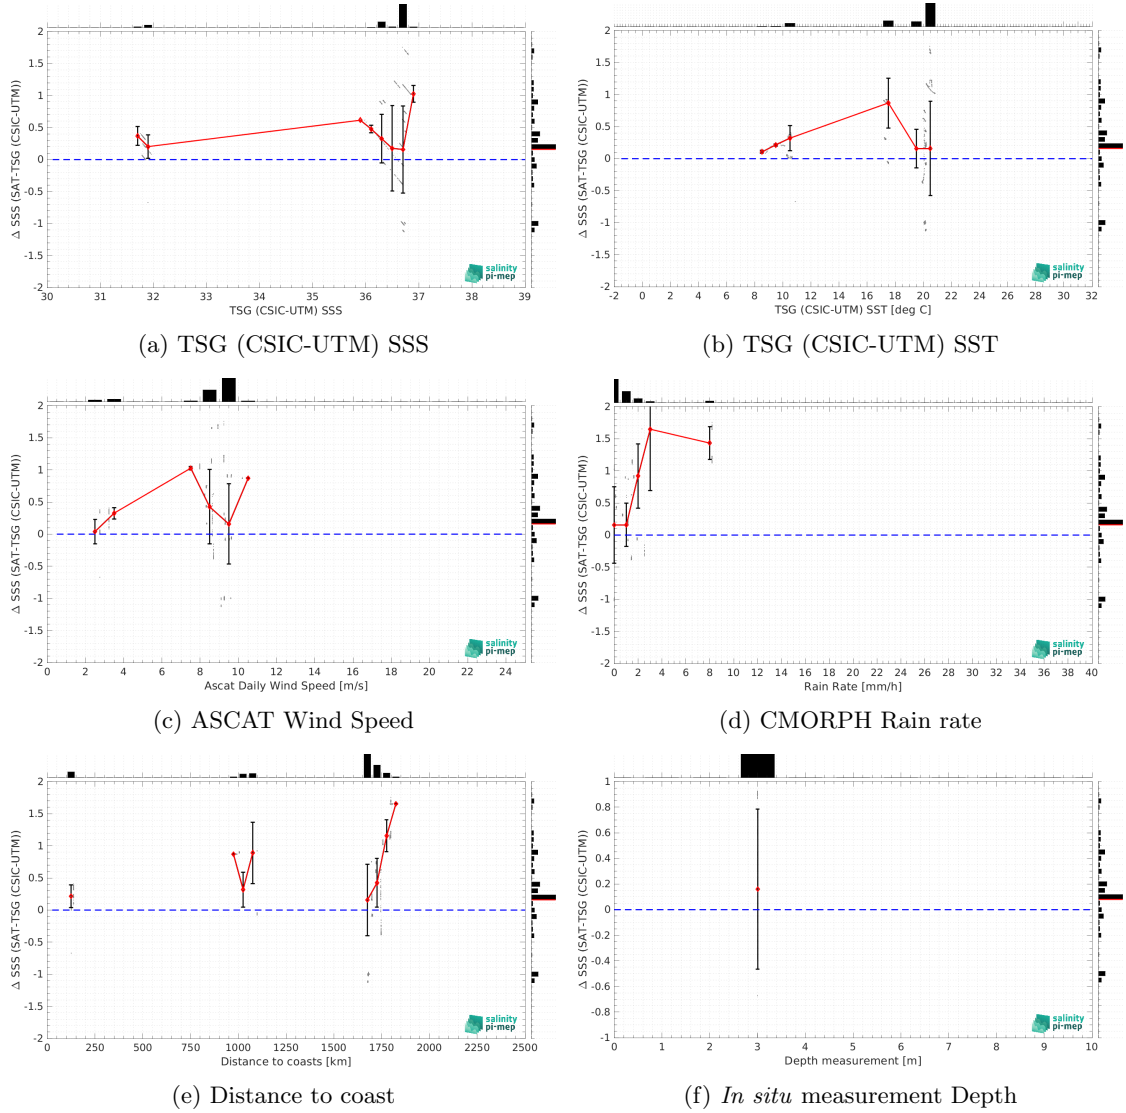 Δ SSS (SAT-TSG (CSIC-UTM))
2
1.5
1
0.5
0
-0.5
-1
-1.5
-2
30 31 32 33 34 35 36 37 38 39
TSG (CSIC-UTM) SSS
salinity
pi-mep
(a) TSG (CSIC-UTM) SSS
Δ SSS (SAT-TSG (CSIC-UTM))
2
1.5
1
0.5
0
-0.5
-1
-1.5
-2
-2 0 2 4 6 8 10 12 14 16 18 20 22 24 26 28 30 32
TSG (CSIC-UTM) SST [deg C]
salinity
pi-mep
(b) TSG (CSIC-UTM) SST
Δ SSS (SAT-TSG (CSIC-UTM))
2
1.5
1
0.5
0
-0.5
-1
-1.5
-2
0 2 4 6 8 10 12 14 16 18 20 22 24
Ascat Daily Wind Speed [m/s]
salinity
pi-mep
(c) ASCAT Wind Speed
Δ SSS (SAT-TSG (CSIC-UTM))
2
1.5
1
0.5
0
-0.5
-1
-1.5
-2
0 2 4 6 8 10 12 14 16 18 20 22 24 26 28 30 32 34 36 38 40
Rain Rate [mm/h]
salinity
pi-mep
(d) CMORPH Rain rate
Δ SSS (SAT-TSG (CSIC-UTM))
2
1.5
1
0.5
0
-0.5
-1
-1.5
-2
0 250 500 750 1000 1250 1500 1750 2000 2250 2500
Distance to coasts [km]
salinity
pi-mep
(e) Distance to coast
Δ SSS (SAT-TSG (CSIC-UTM))
1
0.8
0.6
0.4
0.2
0
-0.2
-0.4
-0.6
-0.8
-1
0 1 2 3 4 5 6 7 8 9 10
Depth measurement [m]
salinity
pi-mep
(f) In situ measurement Depth